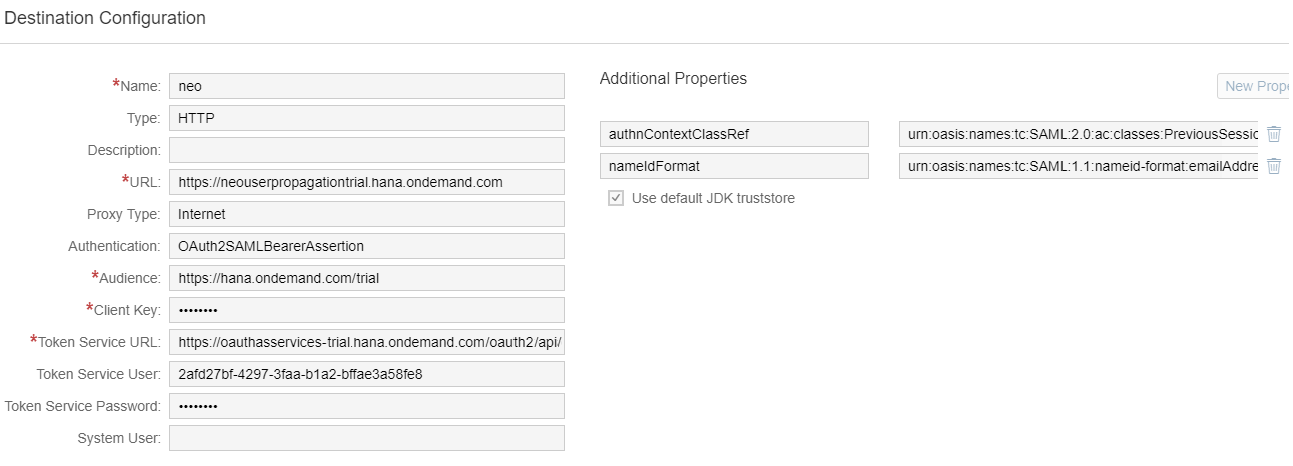 Destination Configuration
*Name: neo
Type: HTTP
Description:
*URL: https://neouserpropagationtrial.hana.ondemand.com
Proxy Type: Internet
Authentication: OAuth2SAMLBearerAssertion
*Audience: https://hana.ondemand.com/trial
*Client Key: ••••••••
*Token Service URL: https://oauthasservices-trial.hana.ondemand.com/oauth2/api/
Token Service User: 2afd27bf-4297-3faa-b1a2-bffae3a58fe8
Token Service Password: ••••••••
System User:
Additional Properties
New Prope
authnContextClassRef urn:oasis:names:tc:SAML:2.0:ac:classes:PreviousSessio
nameIdFormat urn:oasis:names:tc:SAML:1.1:nameid-format:emailAddre
Use default JDK truststore